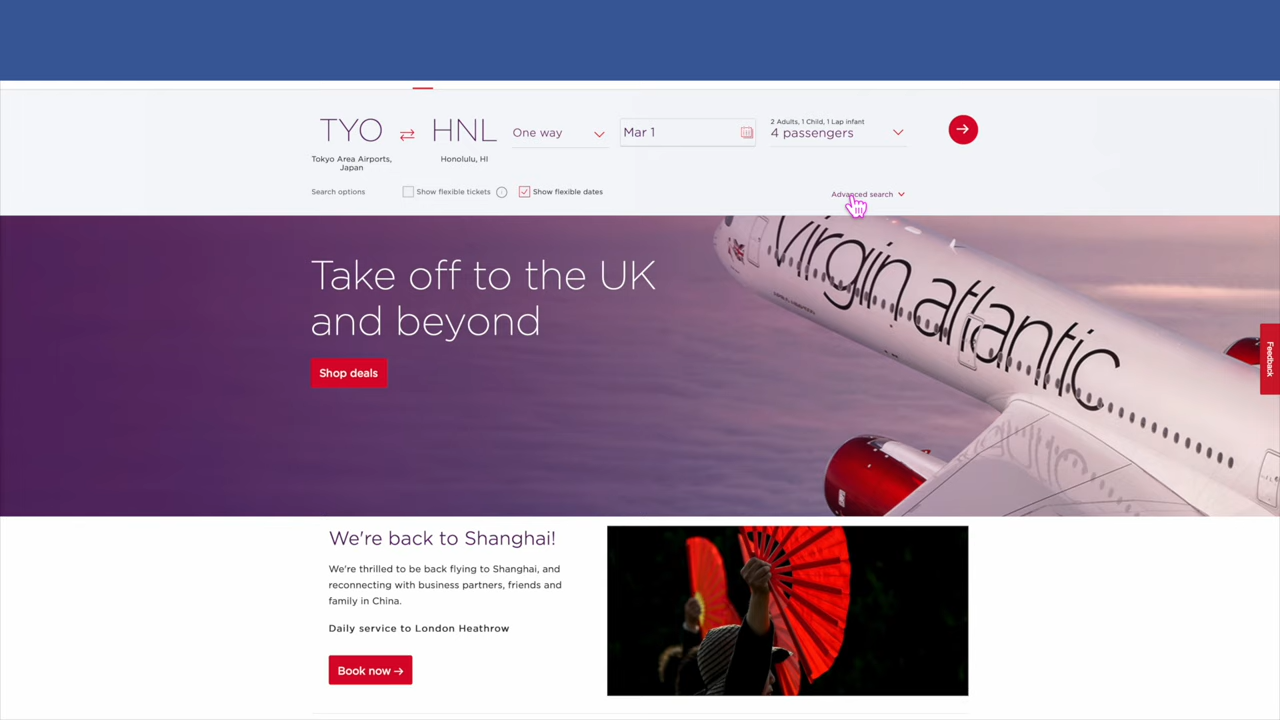 TYO
HNL
One way
Mar 1
2 Adults, 1 Child, 1 Lap infant
4 passengers
Tokyo Area Airports,
Japan
Honolulu, HI
Search options
Show flexible tickets
Show flexible dates
Advanced search
Take off to the UK
and beyond
Shop deals
virgin atlantic
Feedback
We're back to Shanghai!
We're thrilled to be back flying to Shanghai, and
reconnecting with business partners, friends and
family in China.
Daily service to London Heathrow
Book now →